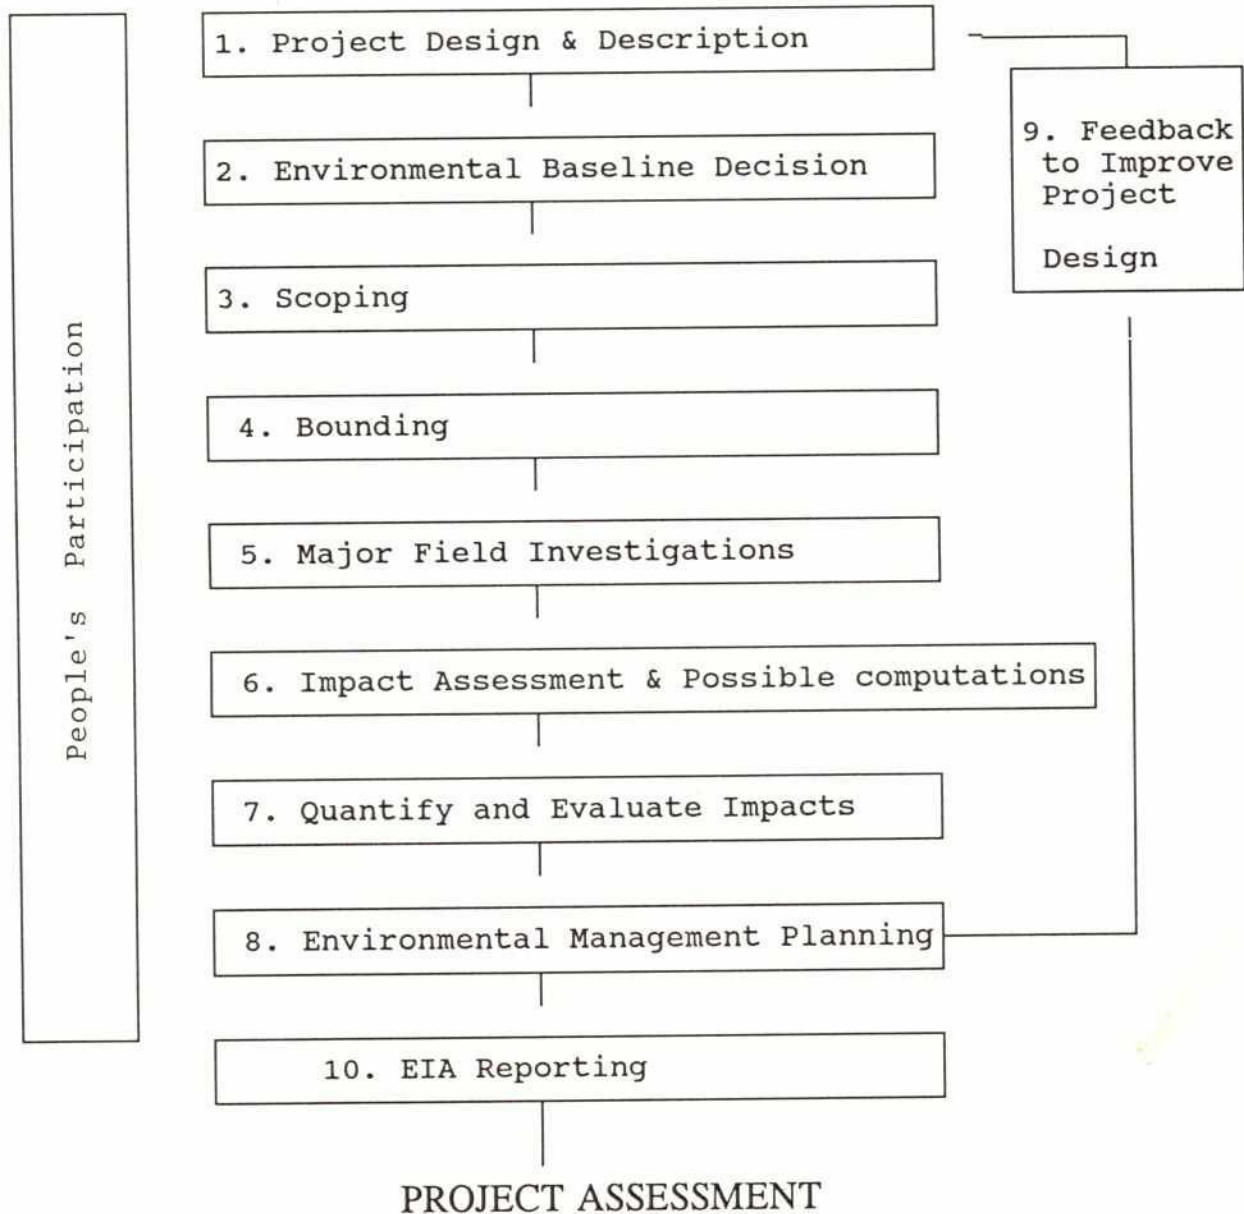 People's Participation
1. Project Design & Description
2. Environmental Baseline Decision
3. Scoping
4. Bounding
5. Major Field Investigations
6. Impact Assessment & Possible computations
7. Quantify and Evaluate Impacts
8. Environmental Management Planning
9. Feedback
to Improve
Project
Design
10. EIA Reporting
PROJECT ASSESSMENT